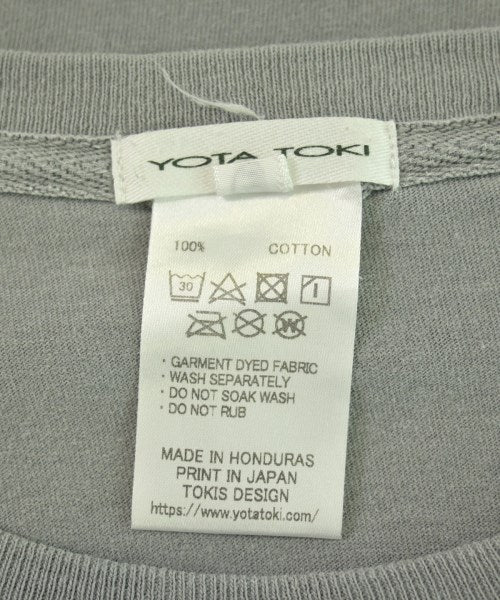 YOTA TOKI
100% COTTON
30
W
· GARMENT DYED FABRIC
· WASH SEPARATELY
· DO NOT SOAK WASH
· DO NOT RUB
MADE IN HONDURAS
PRINT IN JAPAN
TOKIS DESIGN
https://www.yotatoki.com/